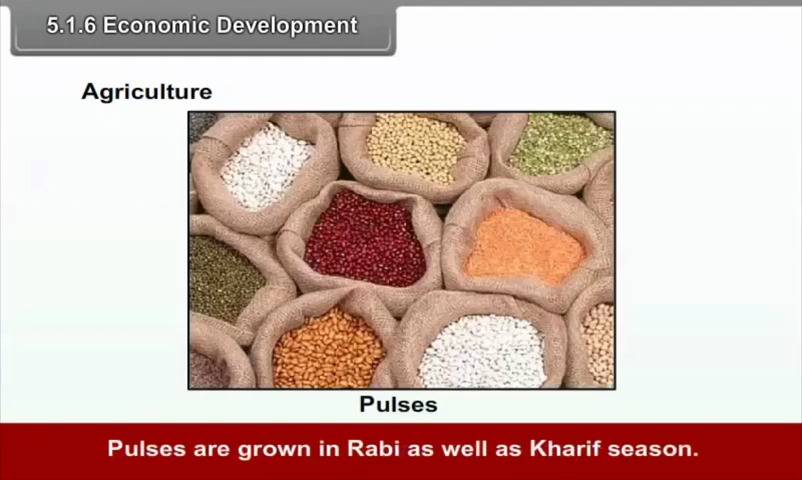 5.1.6 Economic Development
Agriculture
Pulses
Pulses are grown in Rabi as well as Kharif season.